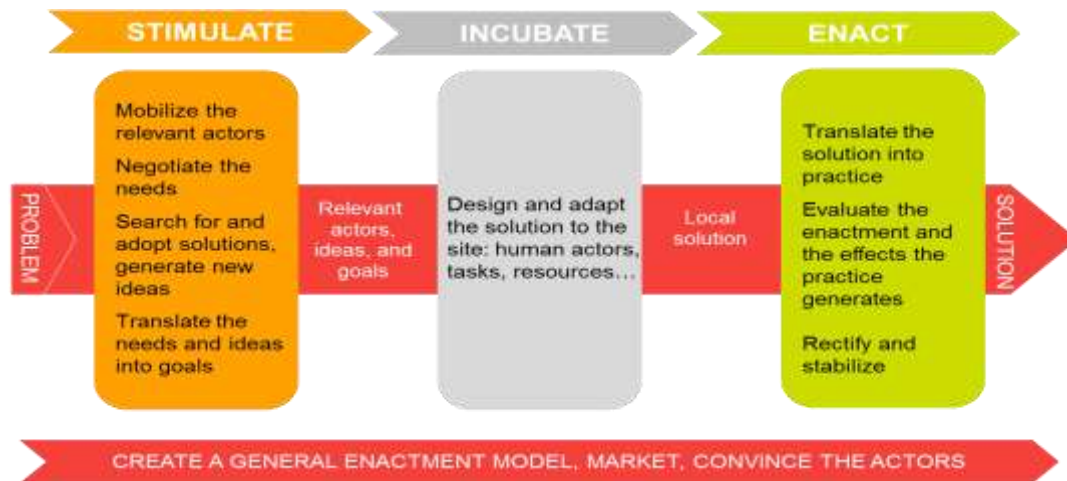 STIMULATE
INCUBATE
ENACT
PROBLEM
Mobilize the
relevant actors
Negotiate the
needs
Search for and
adopt solutions,
generate new
ideas
Translate the
needs and ideas
into goals
Relevant
actors,
ideas, and
goals
Design and adapt
the solution to the
site: human actors,
tasks, resources…
Local
solution
Translate the
solution into
practice
Evaluate the
enactment and
the effects the
practice
generates
Rectify and
stabilize
SOLUTION
CREATE A GENERAL ENACTMENT MODEL, MARKET, CONVINCE THE ACTORS